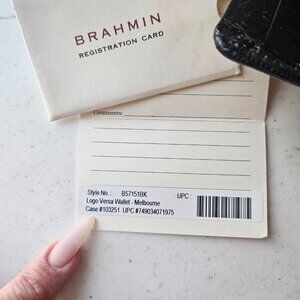 BRAHMIN
REGISTRATION CARD
Comments:
Style No.: B57151BK UPC:
Logo Versa Wallet - Melbourne
Case #103251 UPC #749034071975